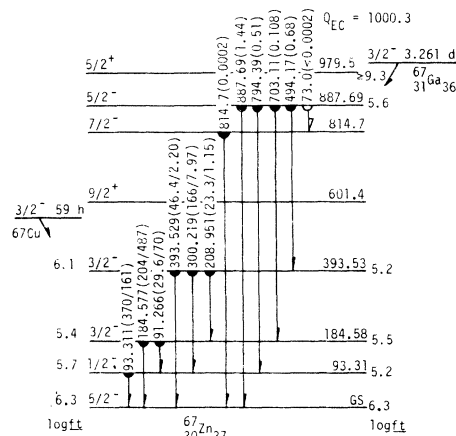 Q_EC = 1000.3
3/2⁻ 3.261 d
⁶⁷₃₁Ga₃₆
5/2⁺ 979.5 >9.3
5/2⁻ 887.69 5.6
7/2⁻ 814.7
9/2⁺ 601.4
3/2⁻ 59 h
67Cu
6.1 3/2⁻ 393.53 5.2
5.4 3/2⁻ 184.58 5.5
5.7 1/2⁻ 93.31 5.2
6.3 5/2⁻ GS 6.3
93.311(370/161)
184.577(204/487)
91.266(29.6/70)
393.529(46.4/2.20)
300.219(166/7.97)
208.951(23.3/1.15)
814.7(0.0002)
887.69(1.44)
794.39(0.51)
703.11(0.108)
494.17(0.68)
73.0(<0.0002)
logft
⁶⁷₃₀Zn₃₇
logft